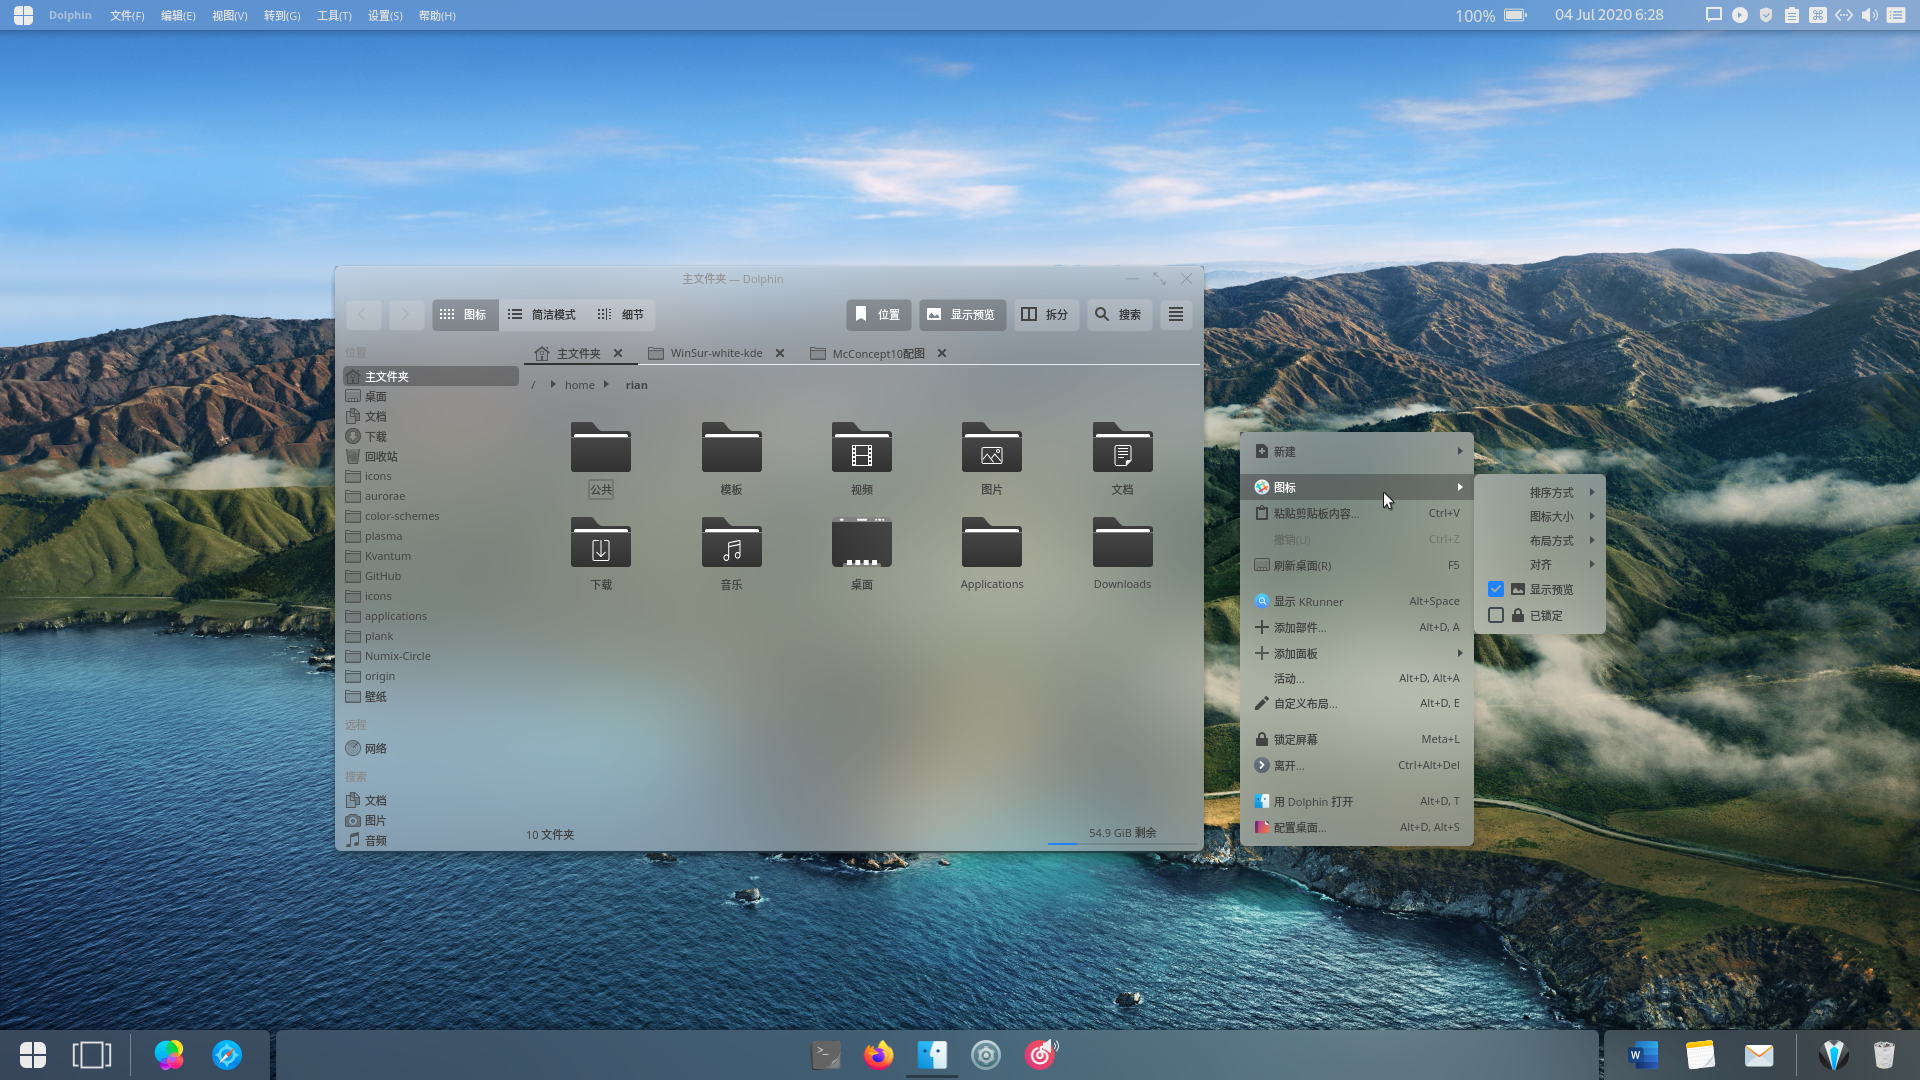 Dolphin 文件(F) 编辑(E) 视图(V) 转到(G) 工具(T) 设置(S) 帮助(H) 100% 04 Jul 2020 6:28
主文件夹 — Dolphin
图标 简洁模式 细节 位置 显示预览 拆分 搜索
主文件夹 WinSur-white-kde McConcept10配图
/ home rian
位置
主文件夹
桌面
文档
下载
回收站
icons
aurorae
color-schemes
plasma
Kvantum
GitHub
icons
applications
plank
Numix-Circle
origin
壁纸
远程
网络
搜索
文档
图片
音频
公共 模板 视频 图片 文档
下载 音乐 桌面 Applications Downloads
10 文件夹 54.9 GiB 剩余
新建
图标
粘贴剪贴板内容... Ctrl+V
撤销(U) Ctrl+Z
刷新桌面(R) F5
显示 KRunner Alt+Space
添加部件... Alt+D, A
添加面板
活动... Alt+D, Alt+A
自定义布局... Alt+D, E
锁定屏幕 Meta+L
离开... Ctrl+Alt+Del
用 Dolphin 打开 Alt+D, T
配置桌面... Alt+D, Alt+S
排序方式
图标大小
布局方式
对齐
显示预览
已锁定